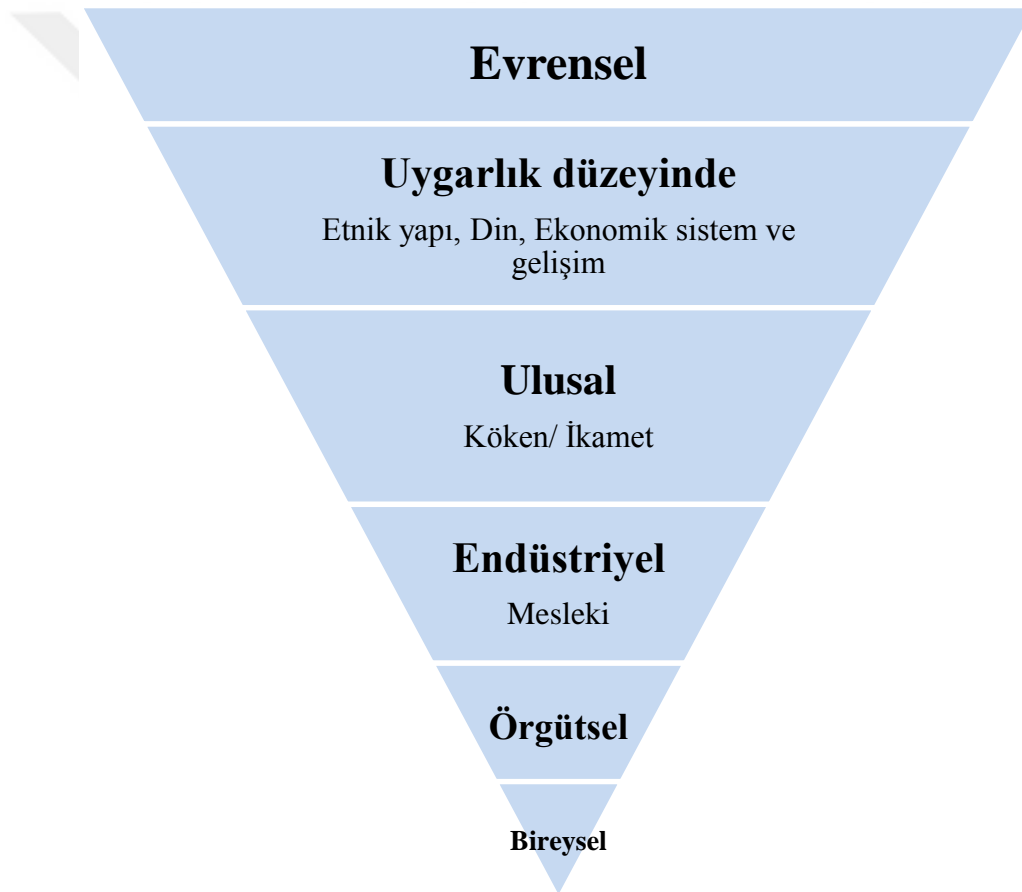 Evrensel
Uygarlık düzeyinde
Etnik yapı, Din, Ekonomik sistem ve
gelişim
Ulusal
Köken/ İkamet
Endüstriyel
Mesleki
Örgütsel
Bireysel